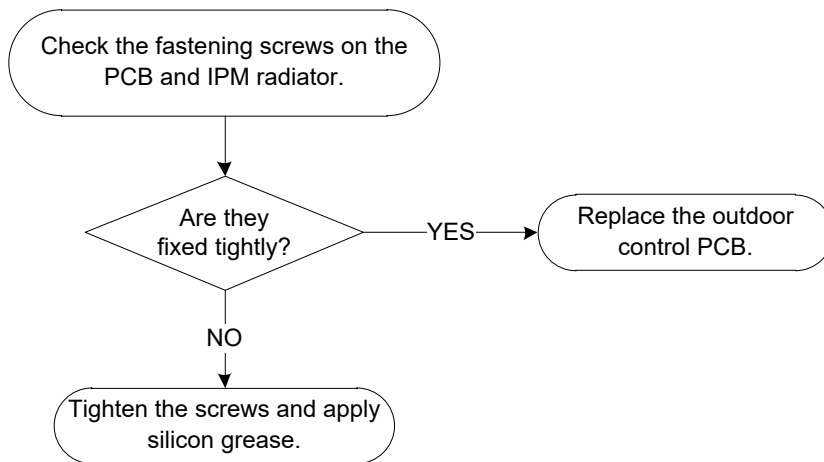 Check the fastening screws on the
PCB and IPM radiator.
Are they
fixed tightly?
YES
Replace the outdoor
control PCB.
NO
Tighten the screws and apply
silicon grease.